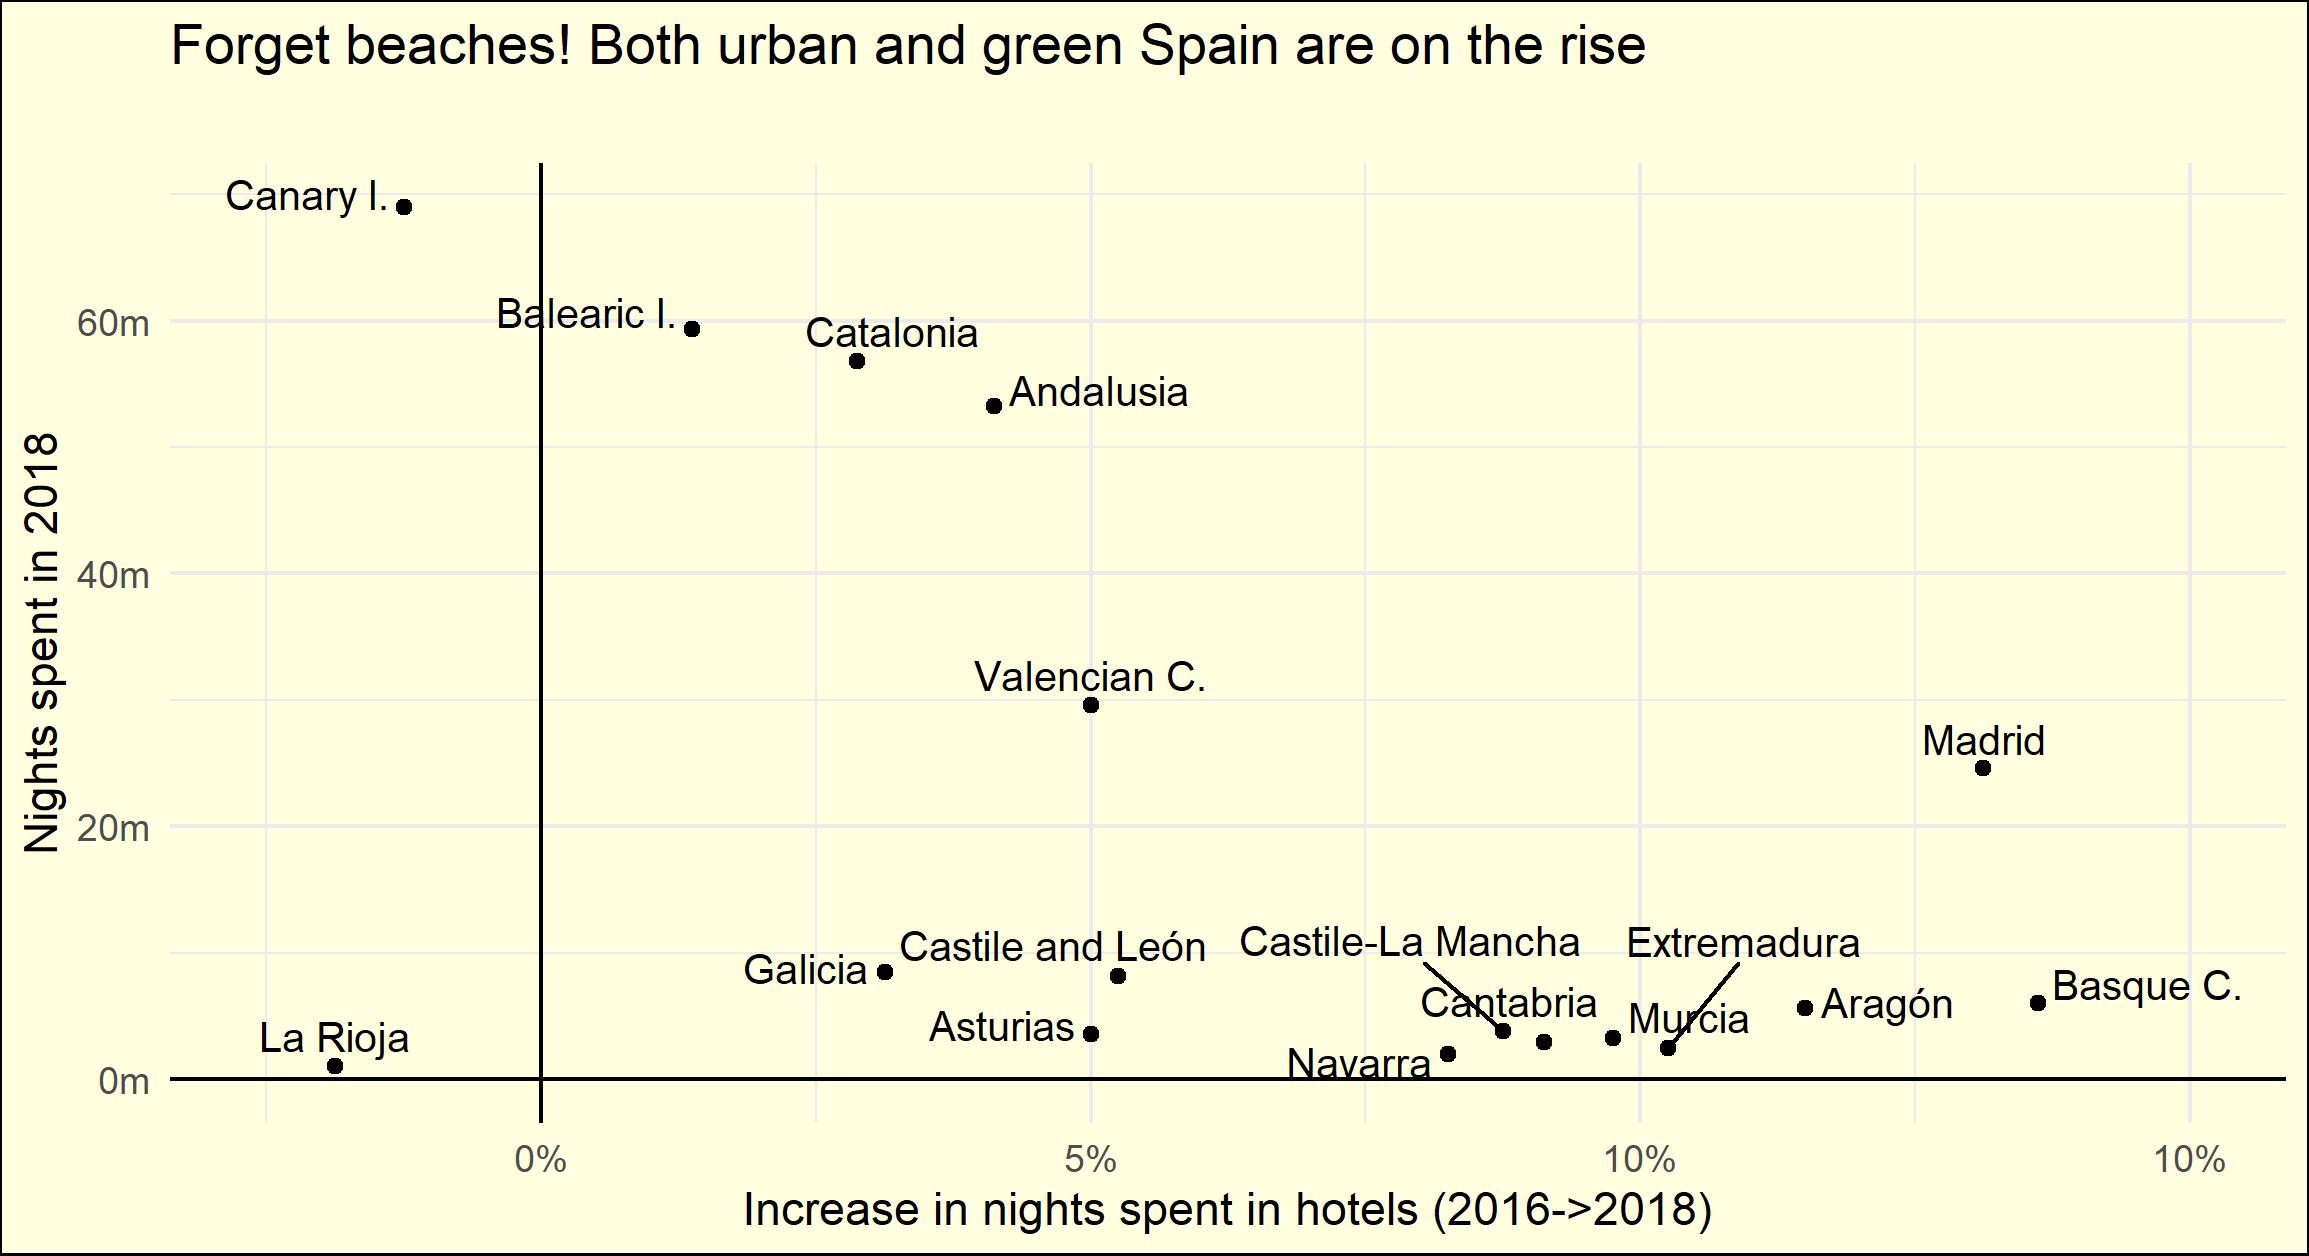 Forget beaches! Both urban and green Spain are on the rise
Canary I.
Balearic I.
60m
Catalonia
Andalusia
Nights spent in 2018
40m
Valencian C.
Madrid
20m
Castile-La Mancha
Extremadura
Castile and León
Galicia
Basque C.
Cantabria
Aragón
Murcia
Asturias
La Rioja
Navarra
0m
0%
5%
10%
10%
Increase in nights spent in hotels (2016->2018)